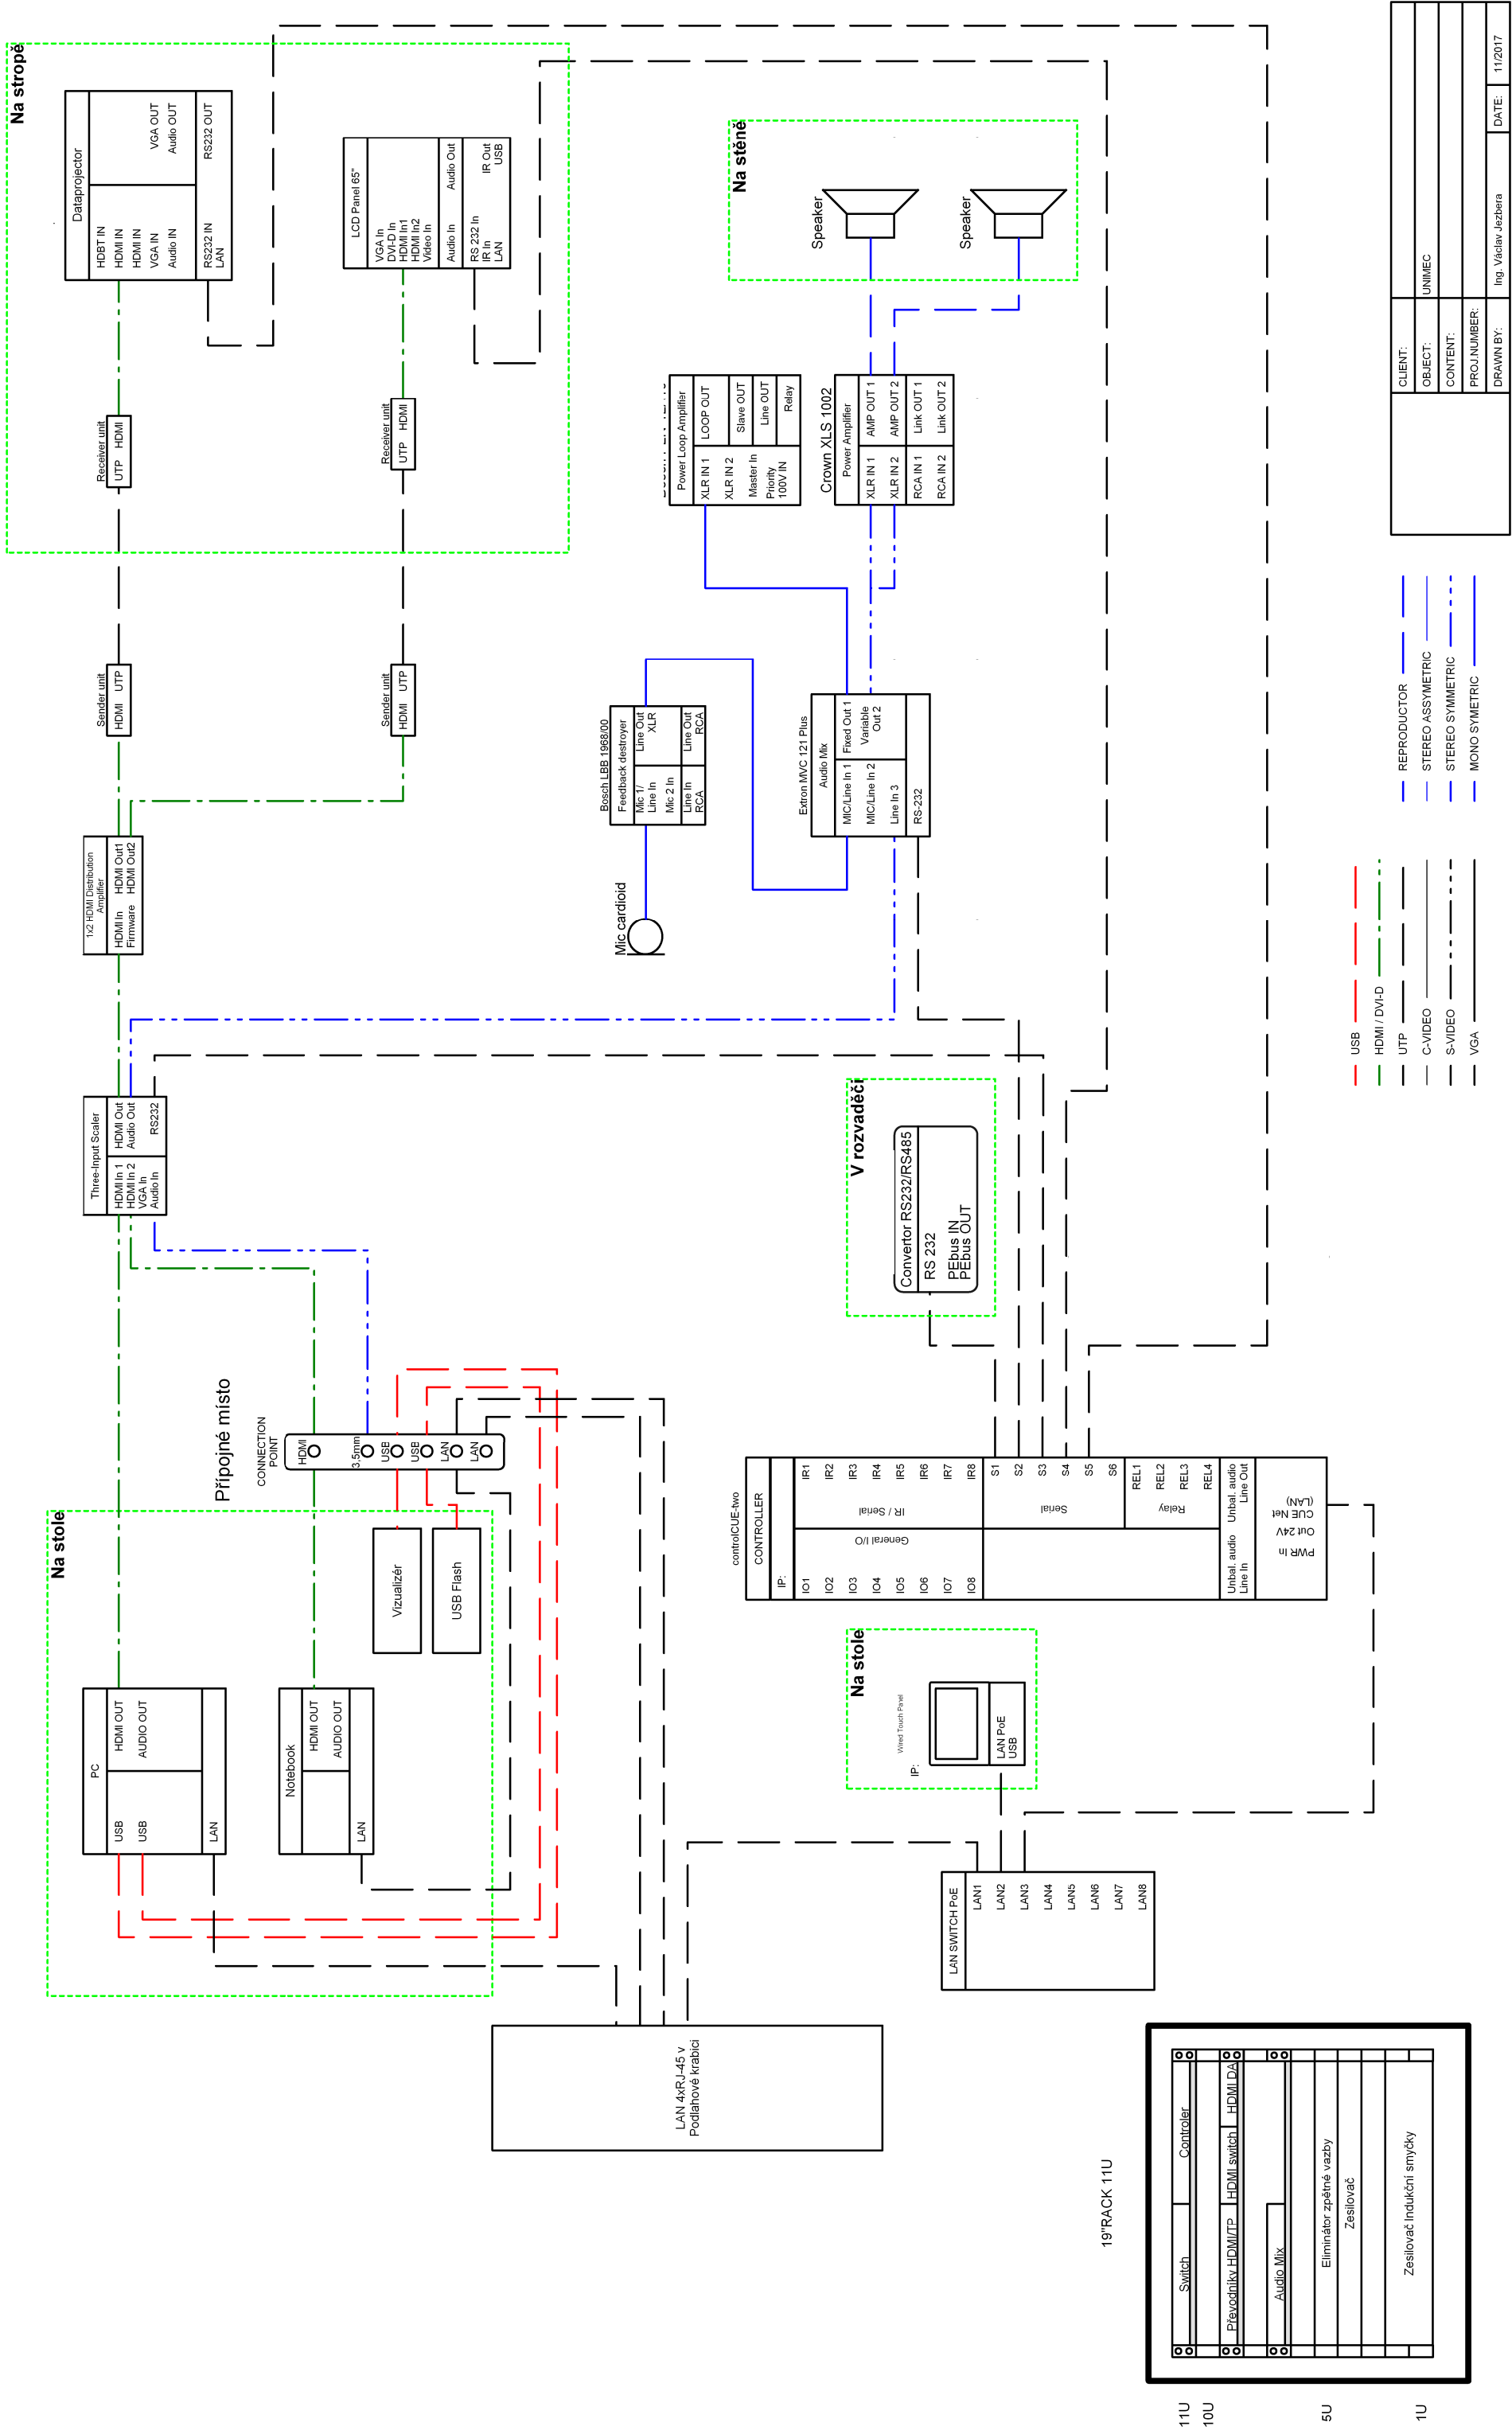 Na stropě
Dataprojector
HDBT IN
HDMI IN
HDMI IN
VGA IN
VGA OUT
Audio IN
Audio OUT
RS232 IN
RS232 OUT
LAN
LCD Panel 65"
VGA In
DVI-D In
HDMI In1
HDMI In2
Video In
Audio In
Audio Out
RS 232 In
IR In
IR Out
LAN
USB
Receiver unit
UTP HDMI
Receiver unit
UTP HDMI
Sender unit
HDMI UTP
Sender unit
HDMI UTP
1x2 HDMI Distribution
Amplifier
HDMI In HDMI Out1
Firmware HDMI Out2
Three-Input Scaler
HDMI In 1 HDMI Out
HDMI In 2 Audio Out
VGA In
Audio In RS232
Na stěně
Speaker
Speaker
Power Loop Amplifier
XLR IN 1 LOOP OUT
XLR IN 2
Slave OUT
Master In
Line OUT
Priority
100V IN
Relay
Crown XLS 1002
Power Amplifier
XLR IN 1 AMP OUT 1
XLR IN 2 AMP OUT 2
RCA IN 1 Link OUT 1
RCA IN 2 Link OUT 2
Bosch LBB 1968/00
Feedback destroyer
Mic 1/ Line Out
Line In XLR
Mic 2 In
Line In Line Out
RCA RCA
Mic cardioid
Extron MVC 121 Plus
Audio Mix
MIC/Line In 1 Fixed Out 1
MIC/Line In 2 Variable
Out 2
Line In 3
RS-232
V rozvaděči
Convertor RS232/RS485
RS 232
PEbus IN
PEbus OUT
Přípojné místo
CONNECTION
POINT
HDMI
3,5mm
USB
USB
LAN
LAN
Na stole
Vizualizér
USB Flash
PC
USB HDMI OUT
USB AUDIO OUT
LAN
Notebook
HDMI OUT
AUDIO OUT
LAN
controlCUE-two
CONTROLLER
IP:
General I/O
IR / Serial
IO1 IR1
IO2 IR2
IO3 IR3
IO4 IR4
IO5 IR5
IO6 IR6
IO7 IR7
IO8 IR8
Serial
S1
S2
S3
S4
S5
S6
Relay
REL1
REL2
REL3
REL4
Unbal. audio Unbal. audio
Line In Line Out
PWR In
Out 24V
CUE Net
(LAN)
Na stole
Wired Touch Panel
IP:
LAN PoE
USB
LAN SWITCH PoE
LAN1
LAN2
LAN3
LAN4
LAN5
LAN6
LAN7
LAN8
LAN 4xRJ-45 v
Podlahové krabici
19"RACK 11U
11U
10U
5U
1U
Switch
Controler
Převodníky HDMI/TP
HDMI switch
HDMI DA
Audio Mix
Eliminátor zpětné vazby
Zesilovač
Zesilovač Indukční smyčky
USB
HDMI / DVI-D
UTP
C-VIDEO
S-VIDEO
VGA
REPRODUCTOR
STEREO ASSYMETRIC
STEREO SYMMETRIC
MONO SYMETRIC
CLIENT:
OBJECT: UNIMEC
CONTENT:
PROJ.NUMBER:
DRAWN BY: Ing. Václav Jezbera DATE: 11/2017